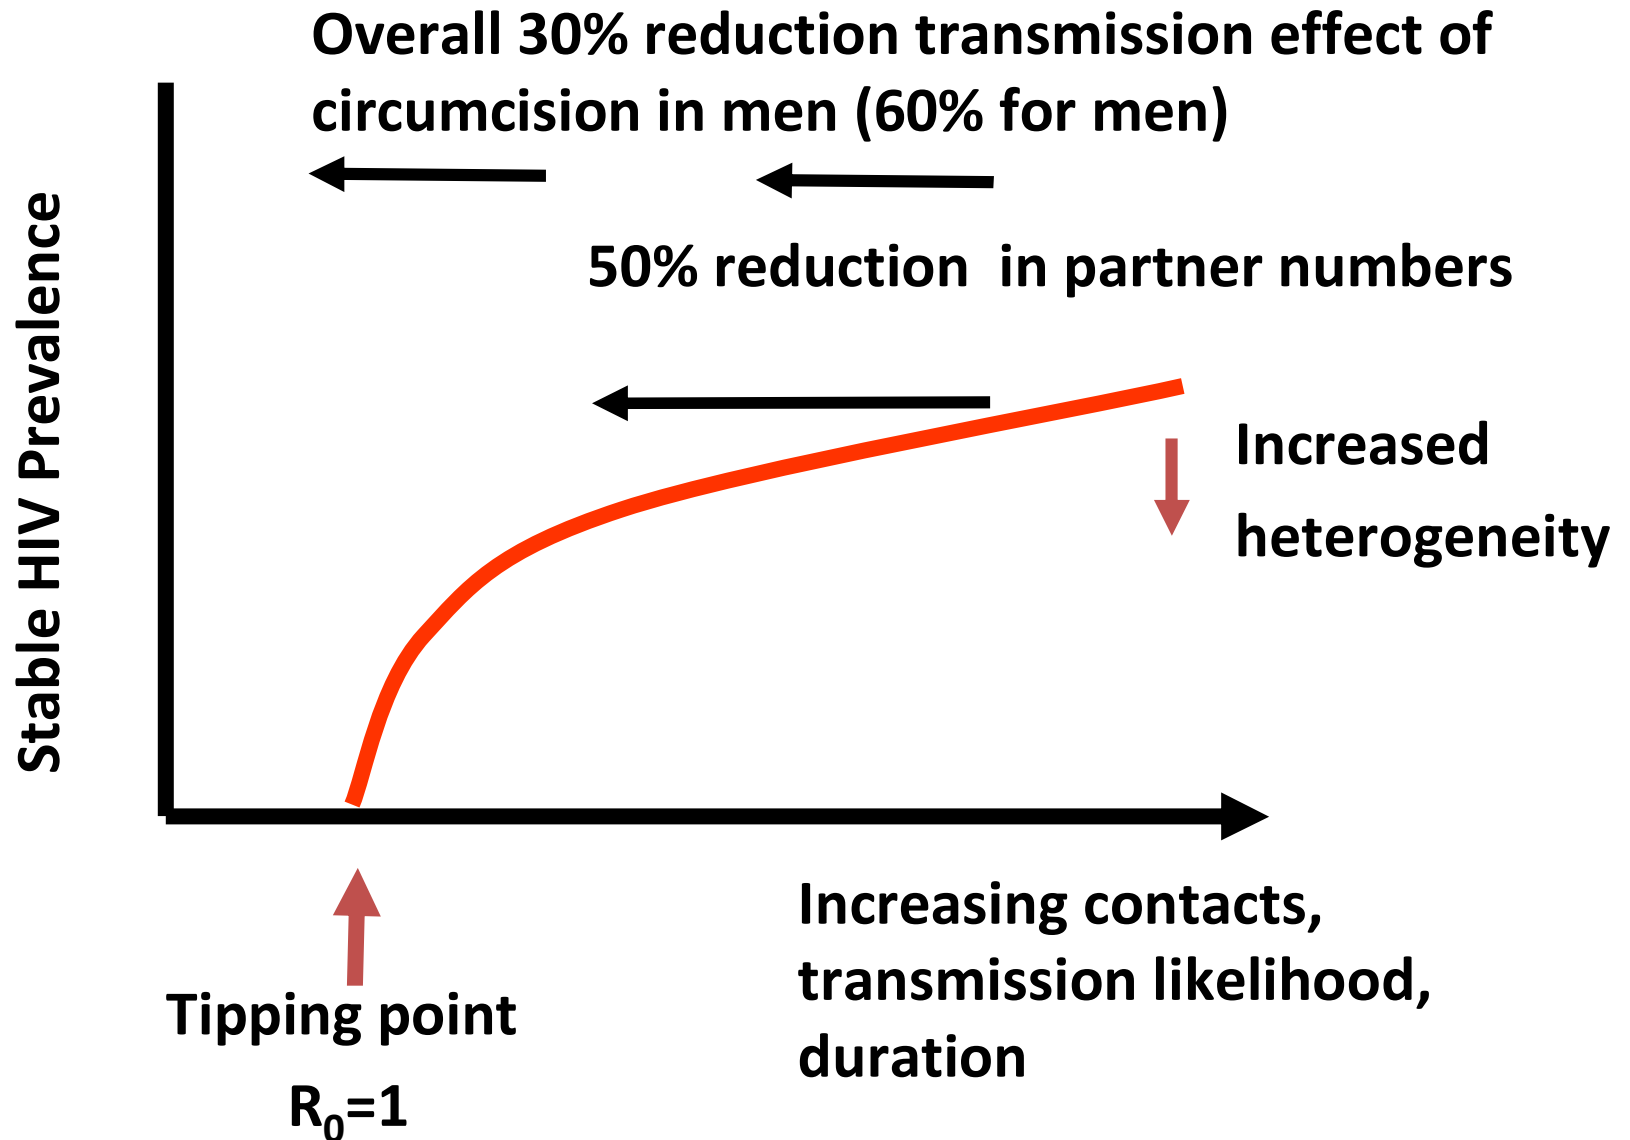 Overall 30% reduction transmission effect of
circumcision in men (60% for men)
50% reduction  in partner numbers
Stable HIV Prevalence
Increased
heterogeneity
Increasing contacts,
transmission likelihood,
duration
Tipping point
R₀=1